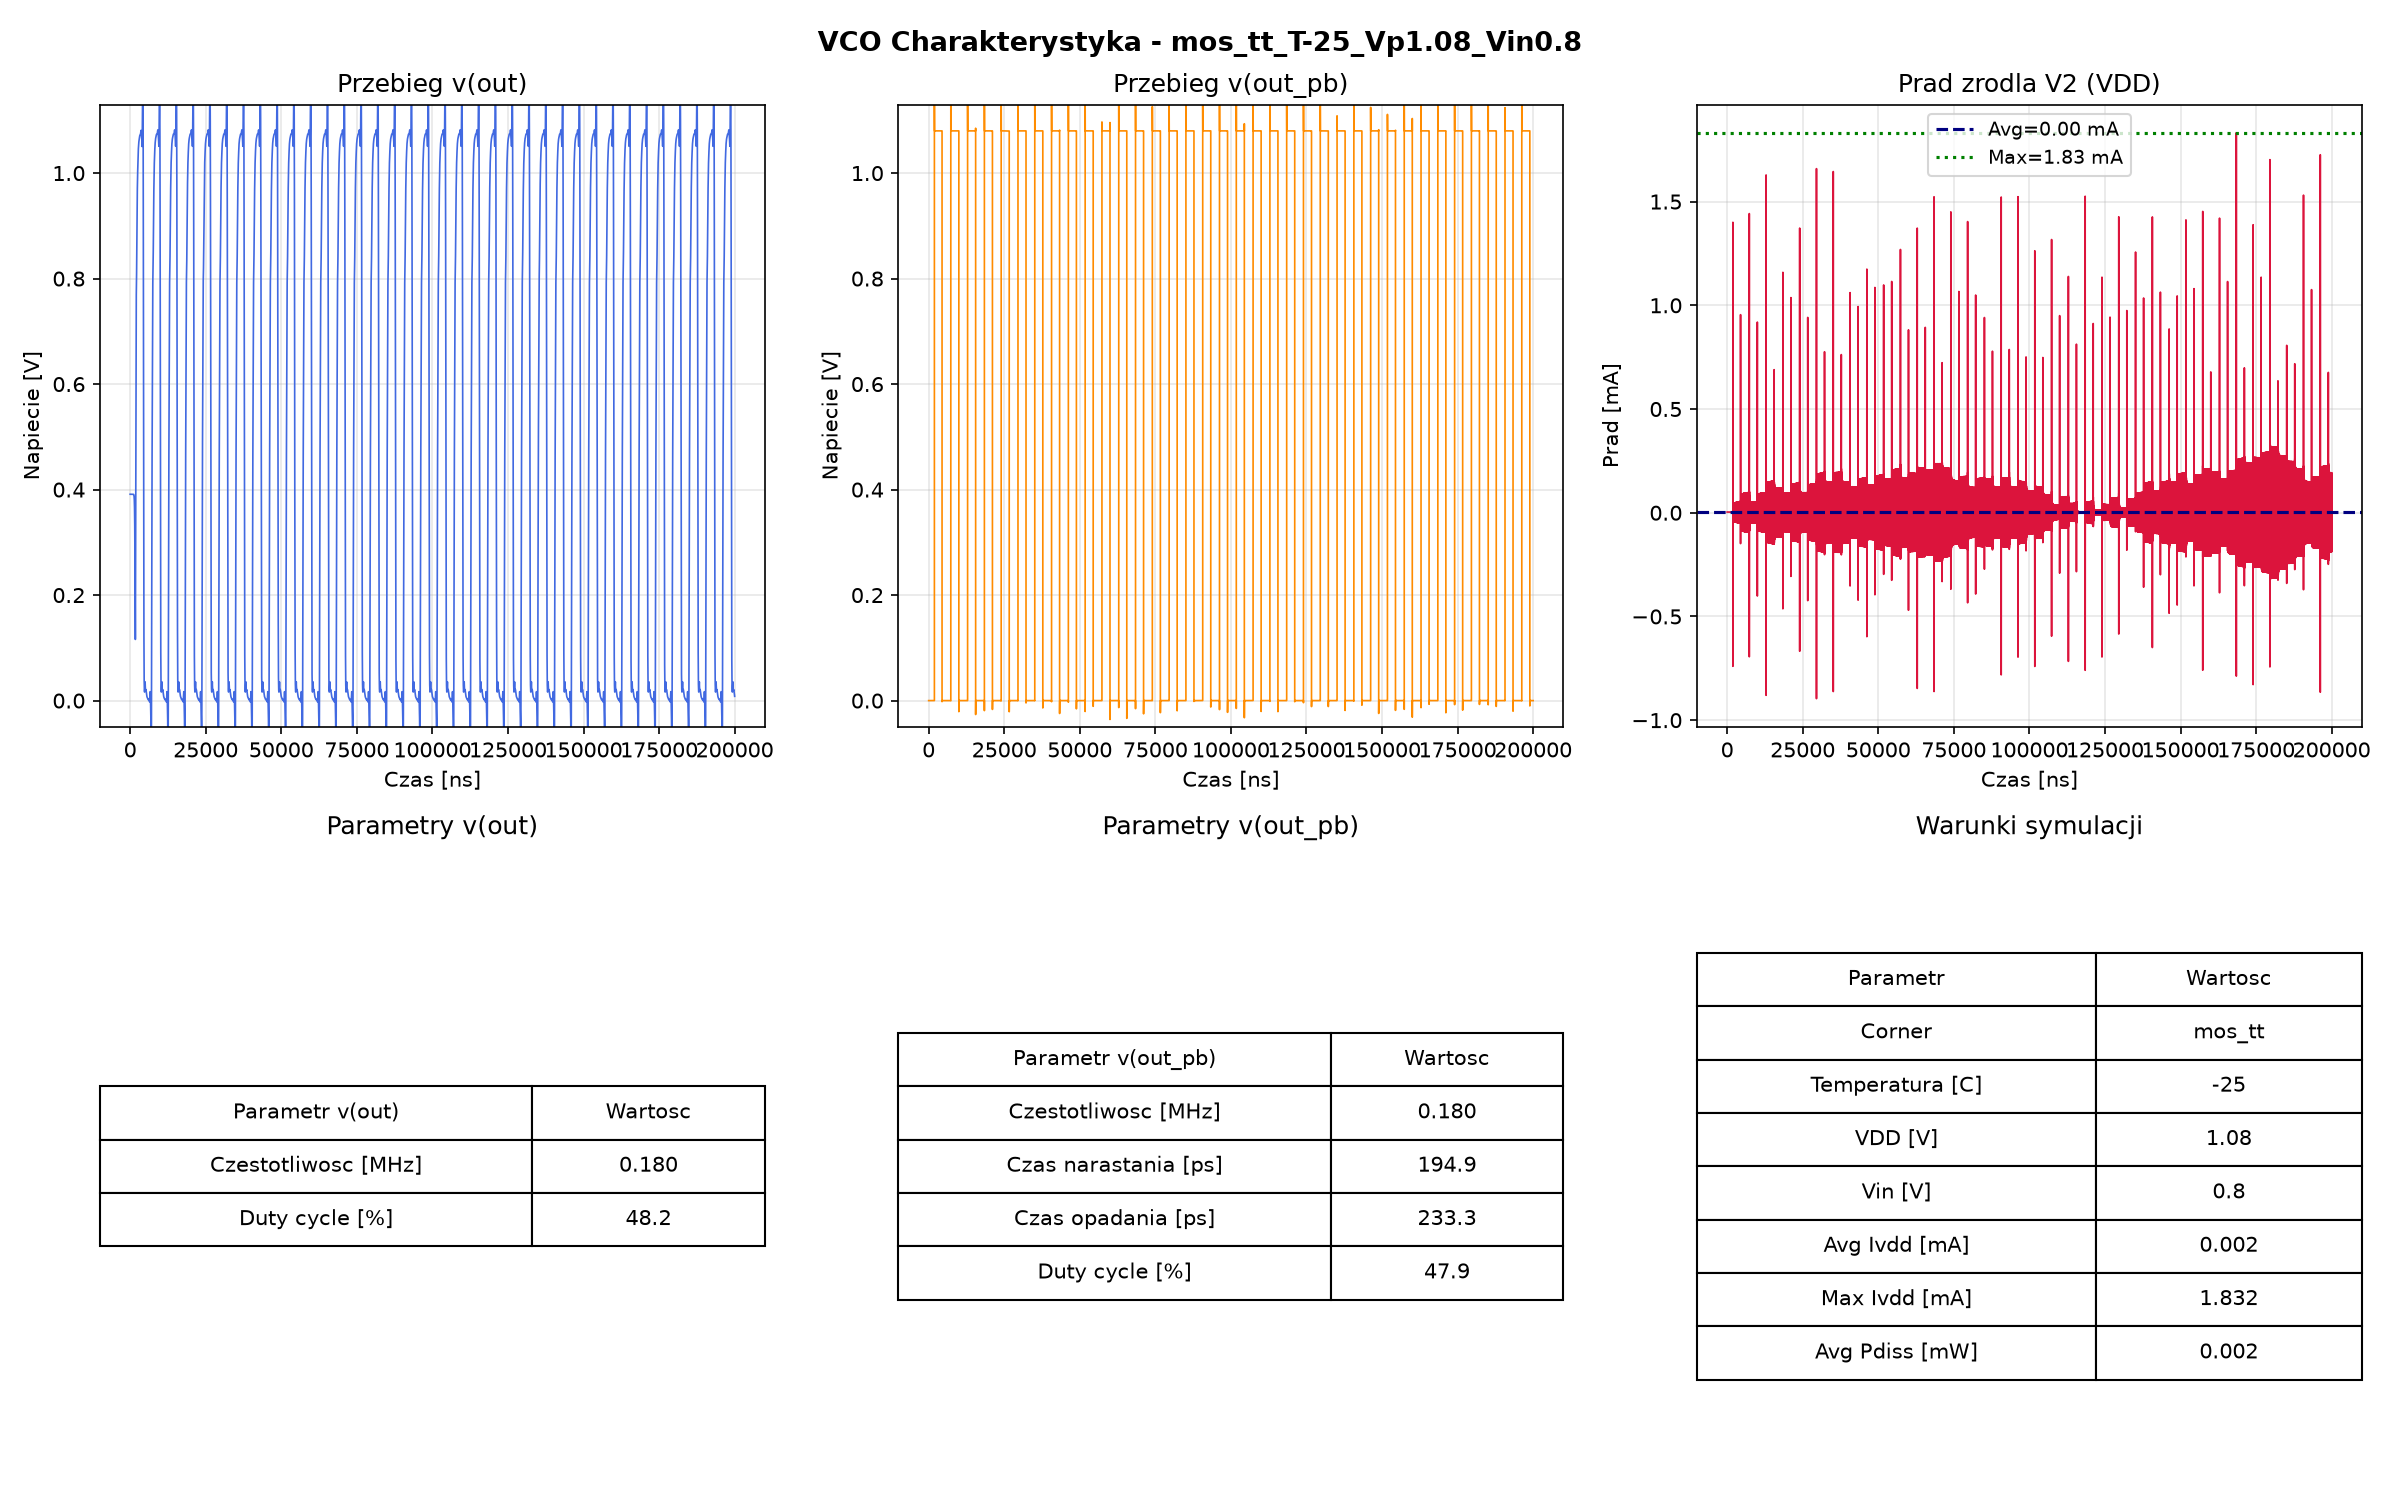 VCO Charakterystyka - mos_tt_T-25_Vp1.08_Vin0.8
Przebieg v(out)
Napiecie [V]
1.0
0.8
0.6
0.4
0.2
0.0
0 25000 50000 75000 100000 125000 150000 175000 200000
Czas [ns]
Przebieg v(out_pb)
Napiecie [V]
1.0
0.8
0.6
0.4
0.2
0.0
0 25000 50000 75000 100000 125000 150000 175000 200000
Czas [ns]
Prad zrodla V2 (VDD)
Avg=0.00 mA
Max=1.83 mA
Prad [mA]
1.5
1.0
0.5
0.0
−0.5
−1.0
0 25000 50000 75000 100000 125000 150000 175000 200000
Czas [ns]
Parametry v(out)
Parametr v(out) Wartosc
Czestotliwosc [MHz] 0.180
Duty cycle [%] 48.2
Parametry v(out_pb)
Parametr v(out_pb) Wartosc
Czestotliwosc [MHz] 0.180
Czas narastania [ps] 194.9
Czas opadania [ps] 233.3
Duty cycle [%] 47.9
Warunki symulacji
Parametr Wartosc
Corner mos_tt
Temperatura [C] -25
VDD [V] 1.08
Vin [V] 0.8
Avg Ivdd [mA] 0.002
Max Ivdd [mA] 1.832
Avg Pdiss [mW] 0.002